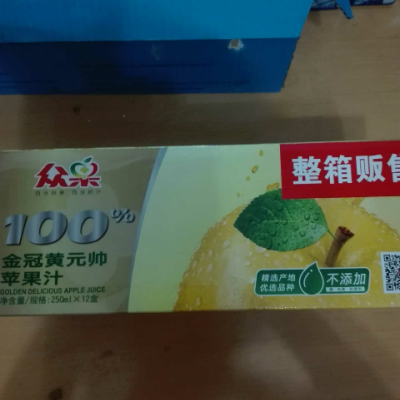 众果
整箱贩售
100%
金冠黄元帅
苹果汁
GOLDEN DELICIOUS APPLE JUICE
净含量/规格:250ml×12盒
精选产地
优选品种
不添加